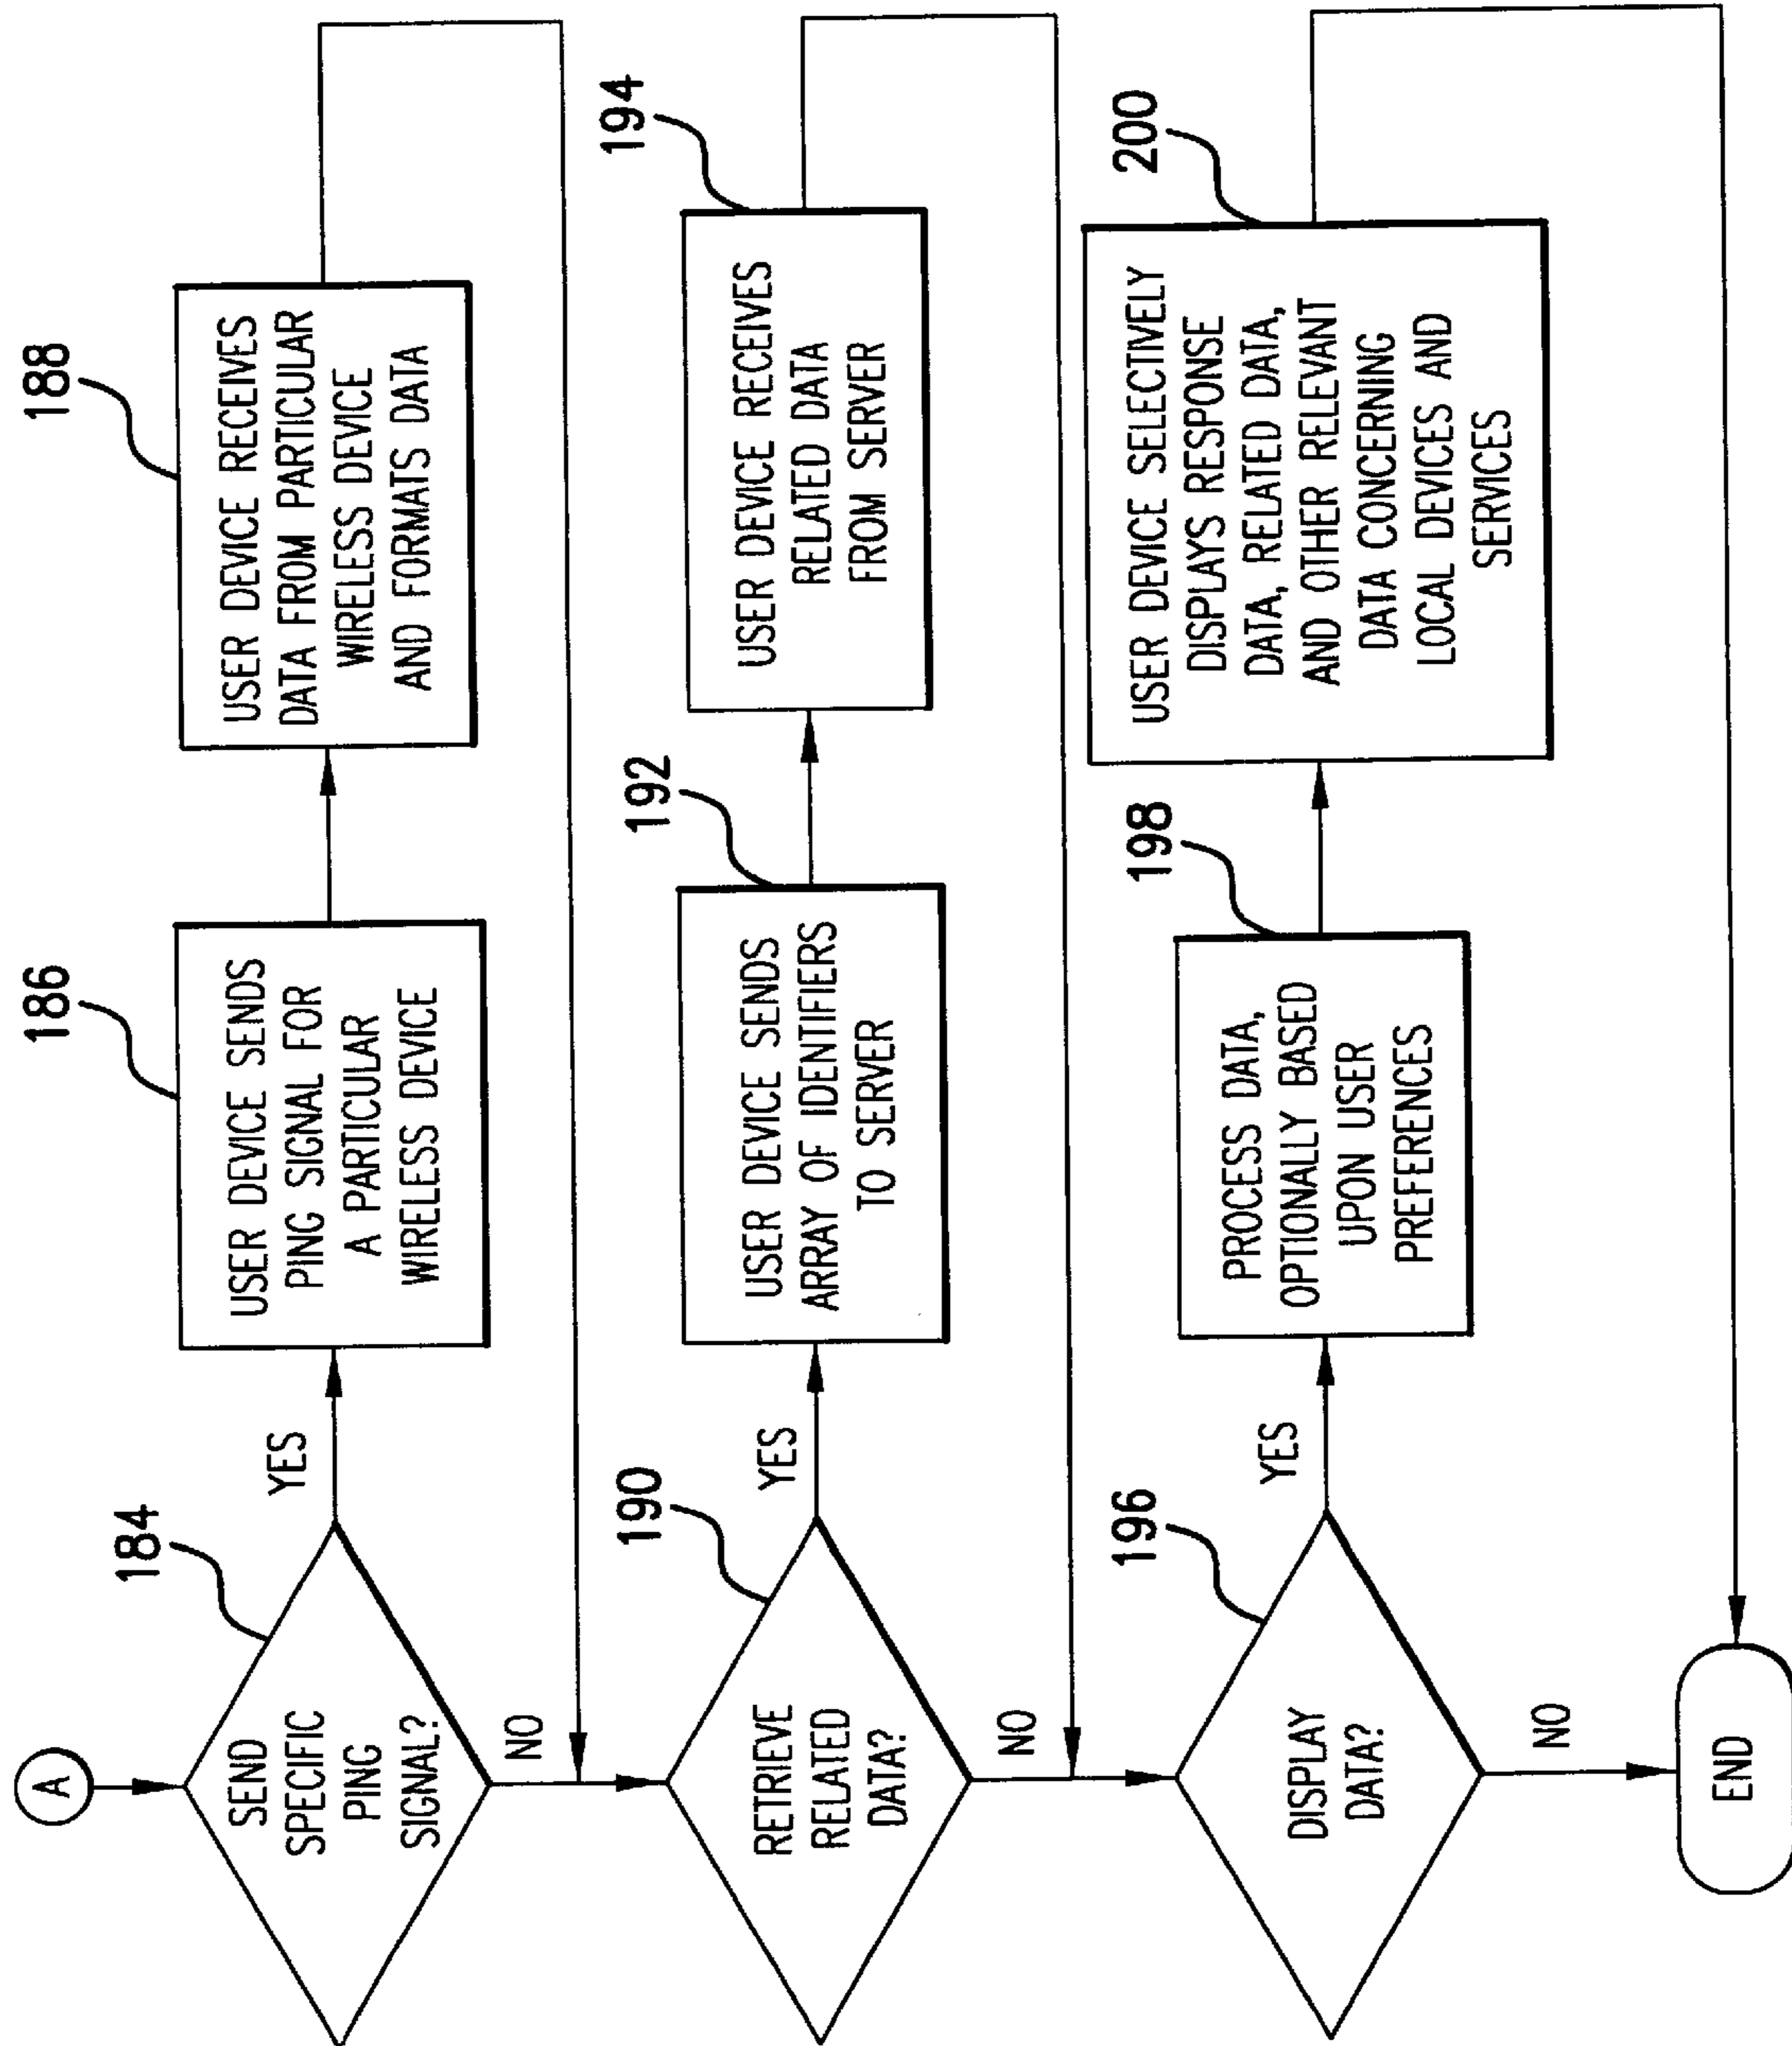 A
184
SEND
SPECIFIC
PING
SIGNAL?
YES
NO
186
USER DEVICE SENDS
PING SIGNAL FOR
A PARTICULAR
WIRELESS DEVICE
188
USER DEVICE RECEIVES
DATA FROM PARTICULAR
WIRELESS DEVICE
AND FORMATS DATA
190
RETRIEVE
RELATED
DATA?
YES
NO
192
USER DEVICE SENDS
ARRAY OF IDENTIFIERS
TO SERVER
194
USER DEVICE RECEIVES
RELATED DATA
FROM SERVER
196
DISPLAY
DATA?
YES
NO
198
PROCESS DATA,
OPTIONALLY BASED
UPON USER
PREFERENCES
200
USER DEVICE SELECTIVELY
DISPLAYS RESPONSE
DATA, RELATED DATA,
AND OTHER RELEVANT
DATA CONCERNING
LOCAL DEVICES AND
SERVICES
END